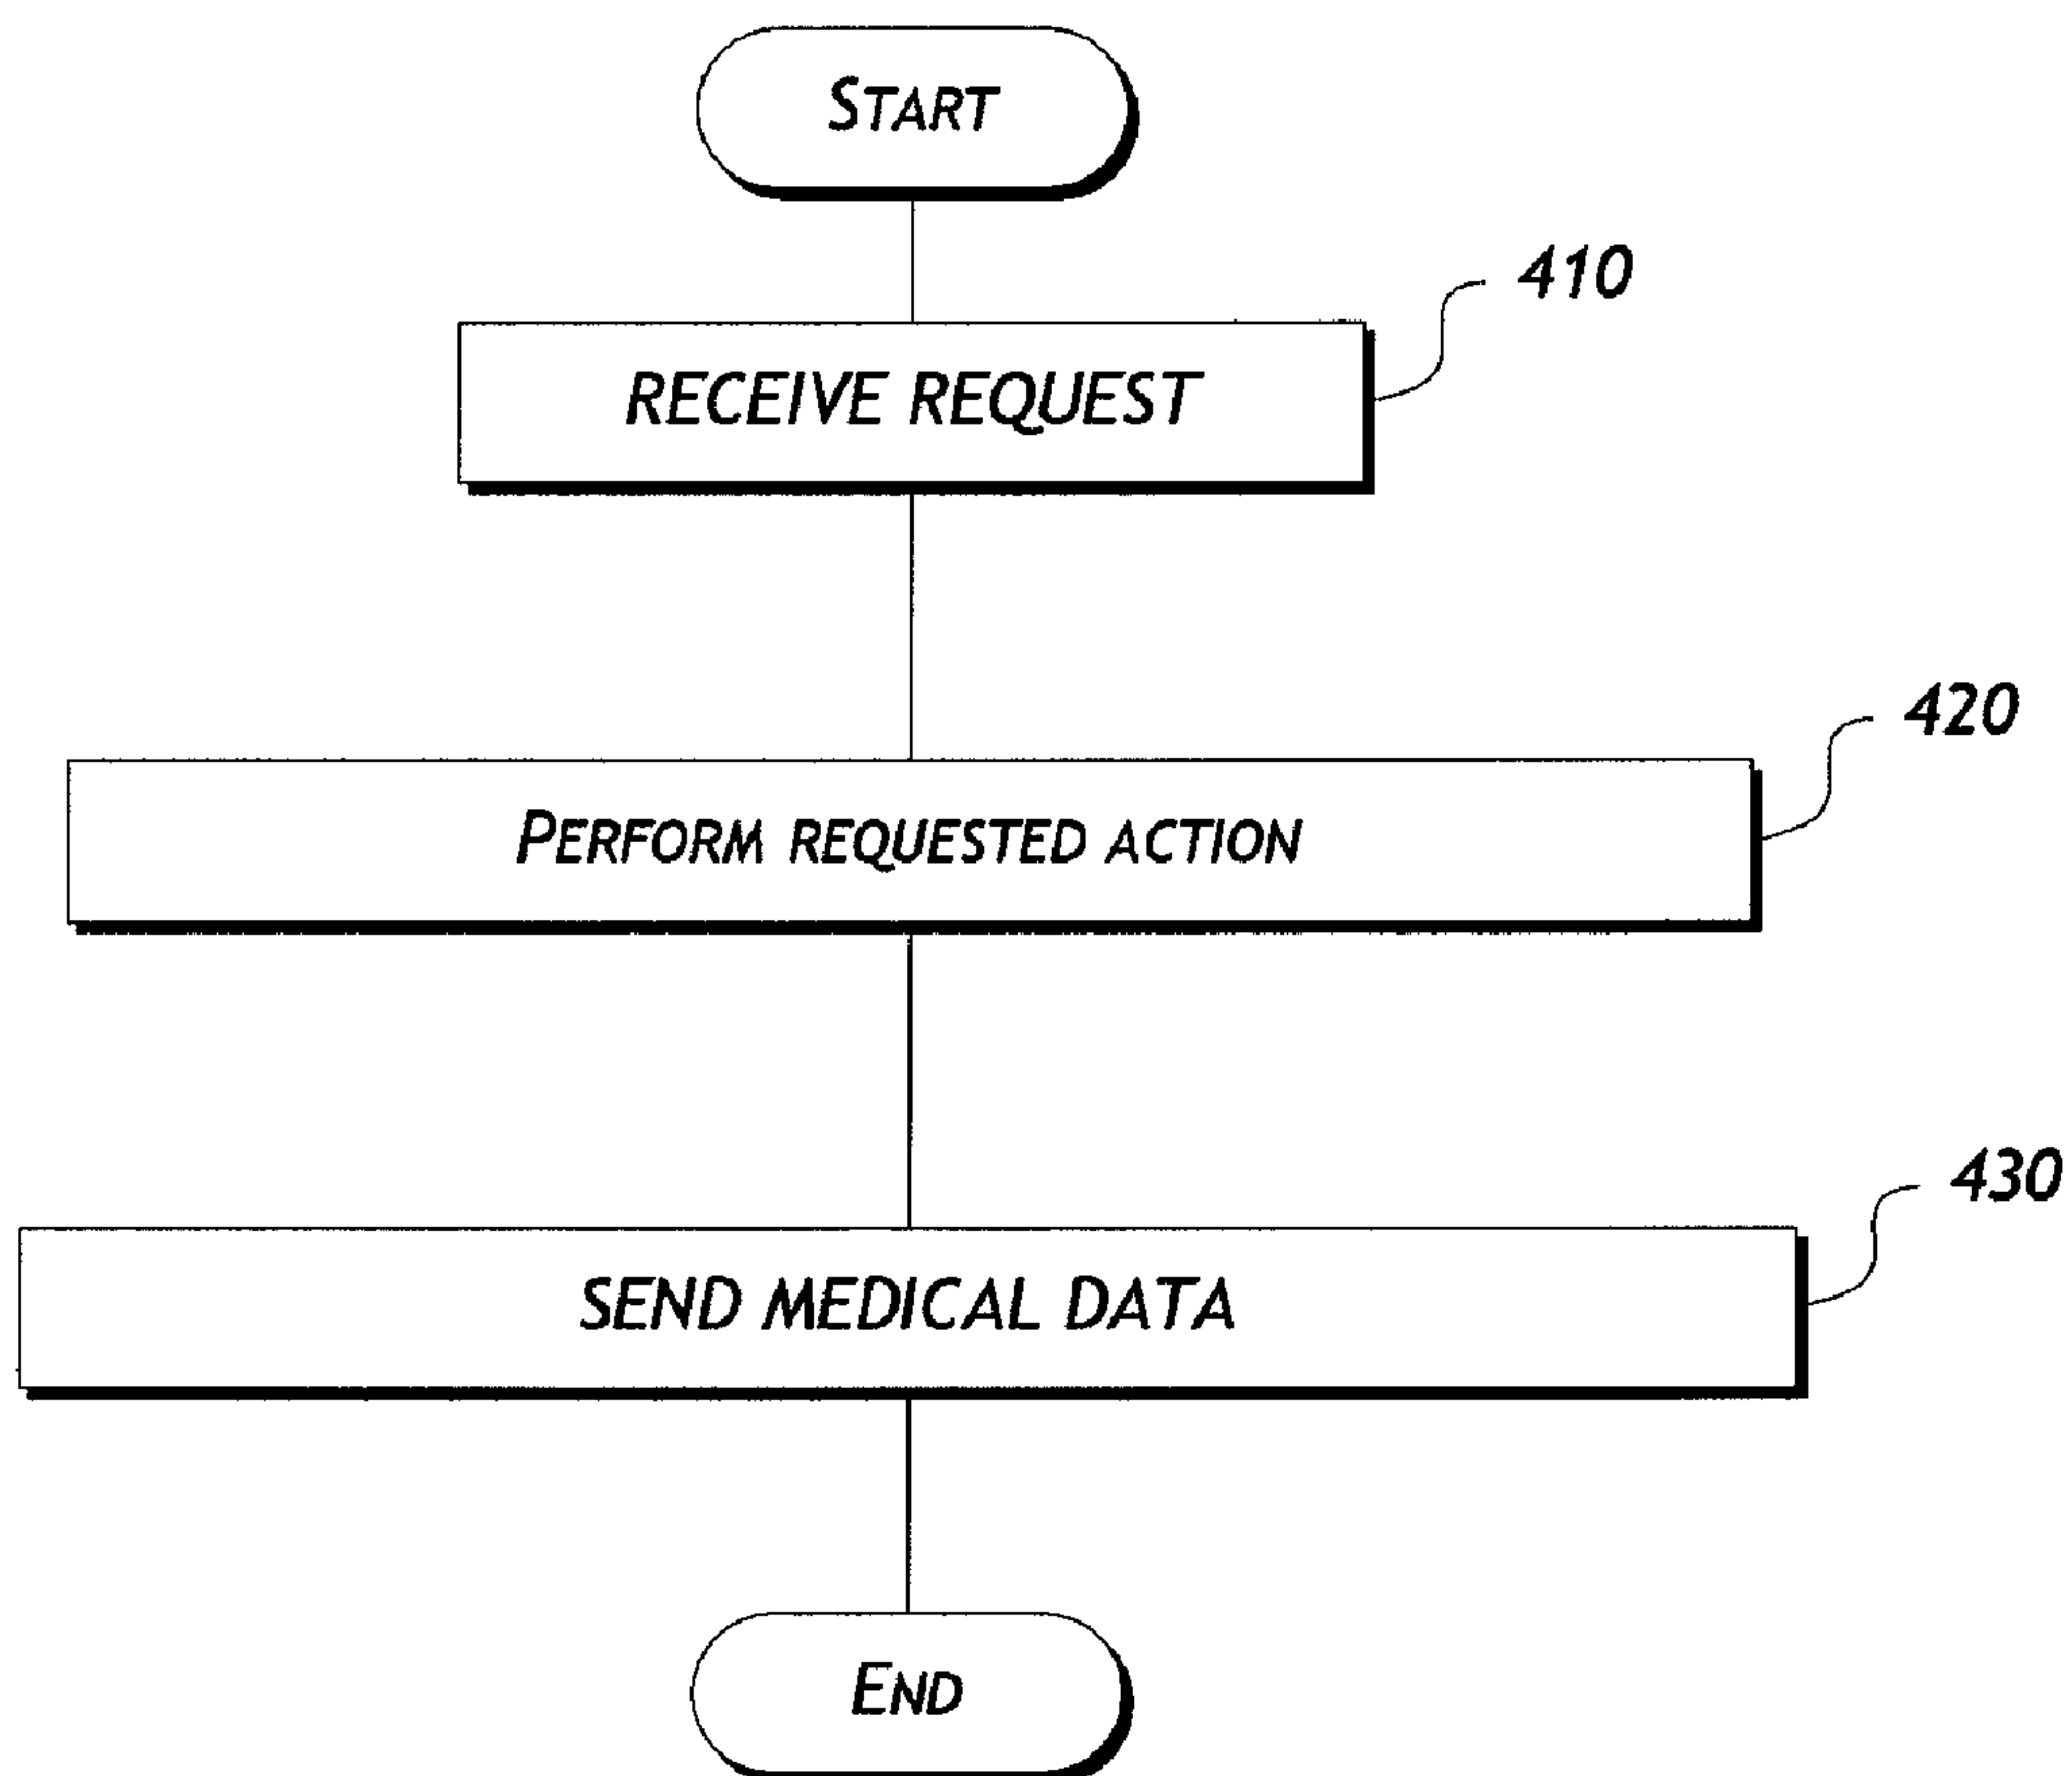 START
410
RECEIVE REQUEST
420
PERFORM REQUESTED ACTION
430
SEND MEDICAL DATA
END